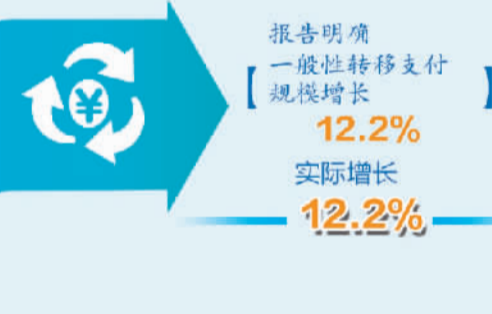 报告明确
一般性转移支付
规模增长
12.2%
实际增长
12.2%
¥